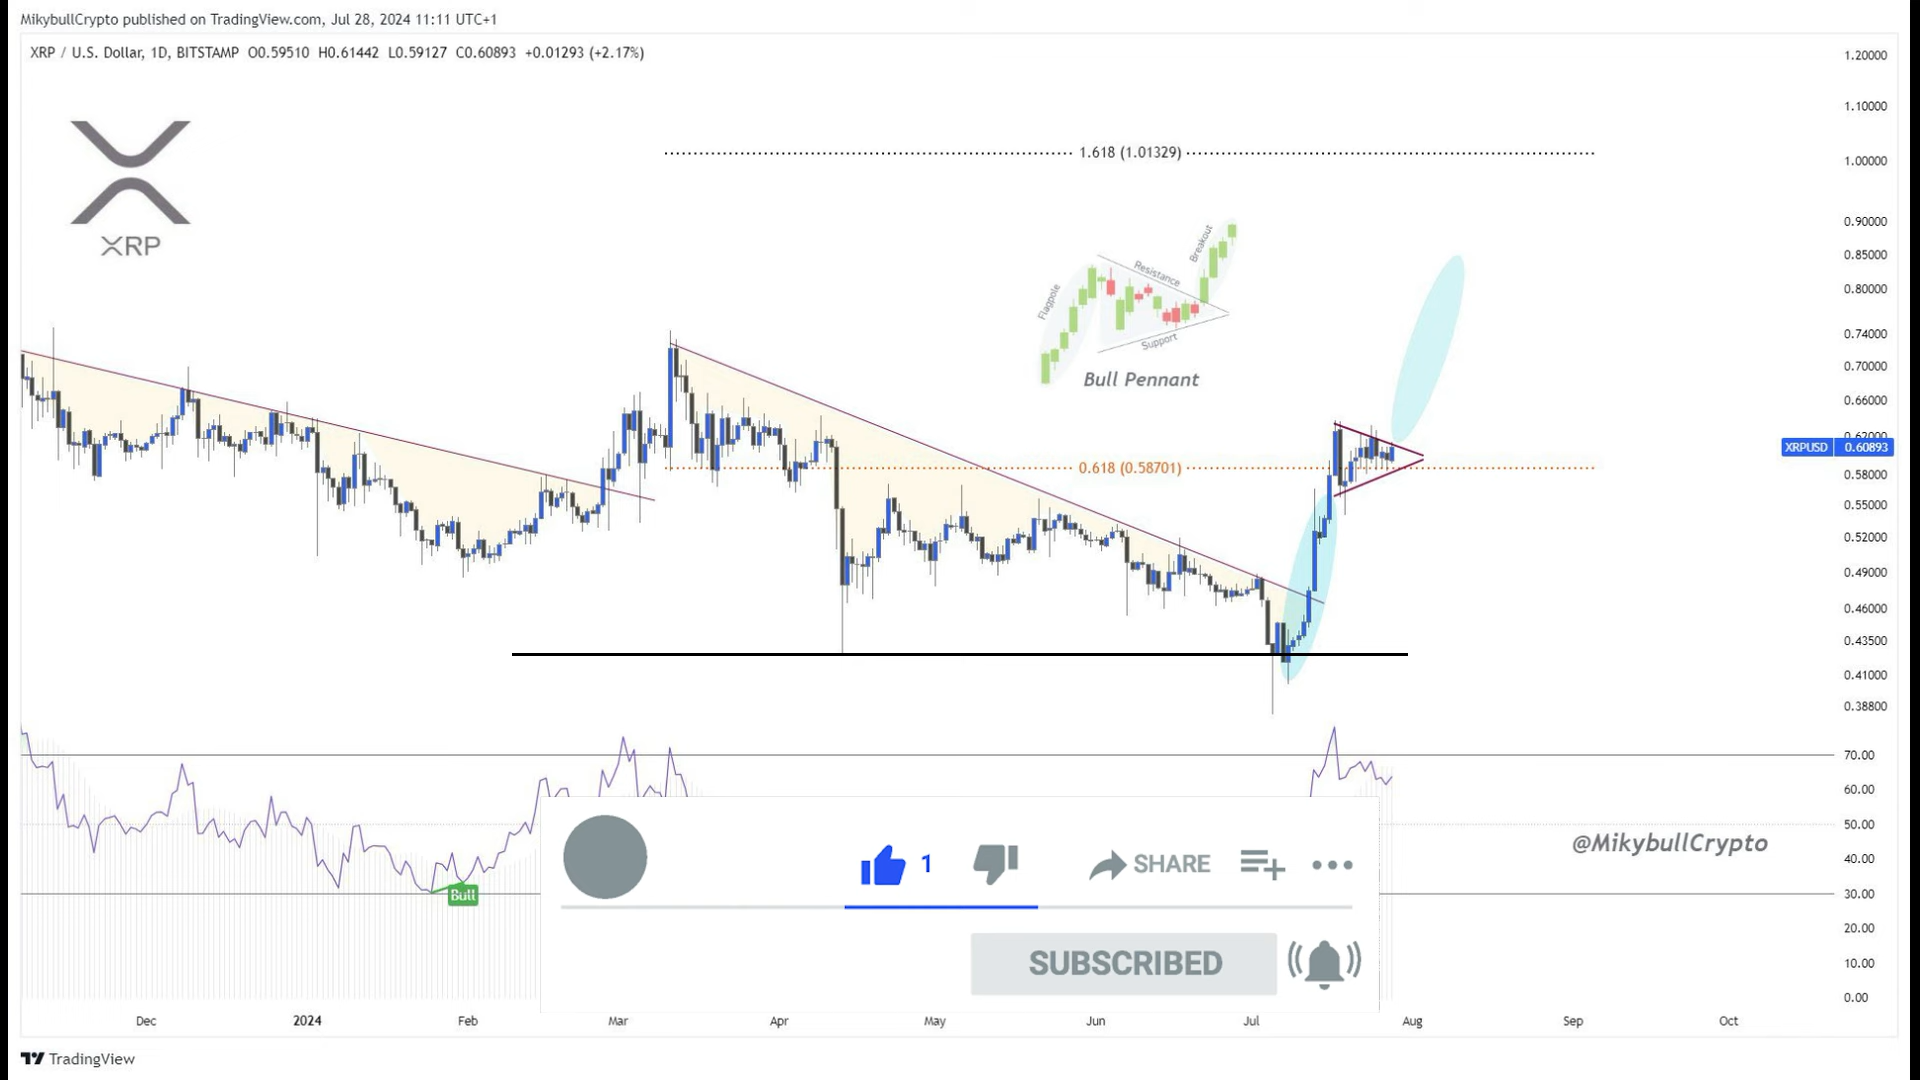 MikybullCrypto published on TradingView.com, Jul 28, 2024 11:11 UTC+1
XRP / U.S. Dollar, 1D, BITSTAMP O0.59510 H0.61442 L0.59127 C0.60893 +0.01293 (+2.17%)
1.20000
1.10000
1.618 (1.01329)
1.00000
XRP
0.90000
0.85000
0.80000
0.74000
0.70000
0.66000
0.62000
XRPUSD 0.60893
0.58000
0.55000
0.52000
0.49000
0.46000
0.43500
0.41000
0.38800
Flagpole
Resistance
Support
Breakout
Bull Pennant
0.618 (0.58701)
70.00
60.00
50.00
40.00
30.00
20.00
10.00
0.00
Bull
@MikybullCrypto
1
SHARE
SUBSCRIBED
Dec 2024 Feb Mar Apr May Jun Jul Aug Sep Oct
TradingView